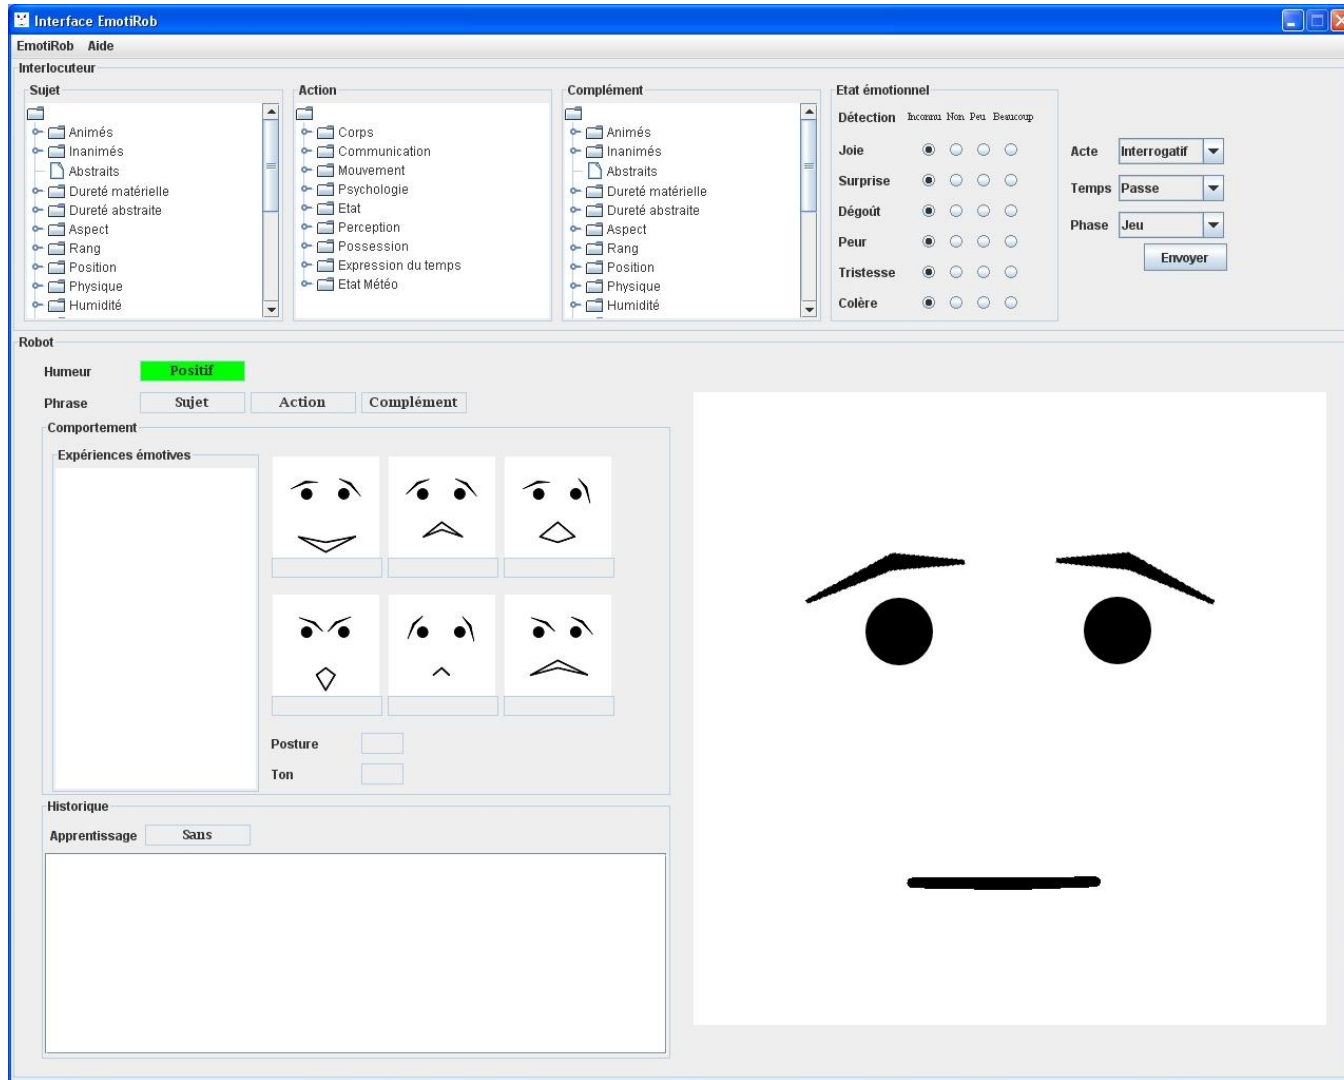 Interface EmotiRob
EmotiRob Aide
Interlocuteur
Sujet
Animés
Inanimés
Abstraits
Dureté matérielle
Dureté abstraite
Aspect
Rang
Position
Physique
Humidité
Action
Corps
Communication
Mouvement
Psychologie
Etat
Perception
Possession
Expression du temps
Etat Météo
Complément
Animés
Inanimés
Abstraits
Dureté matérielle
Dureté abstraite
Aspect
Rang
Position
Physique
Humidité
Etat émotionnel
Détection Inconnu Non Peu Beaucoup
Joie
Surprise
Dégoút
Peur
Tristesse
Colère
Acte Interrogatif
Temps Passe
Phase Jeu
Envoyer
Robot
Humeur Positif
Phrase Sujet Action Complément
Comportement
Expériences émotives
Posture
Ton
Historique
Apprentissage Sans